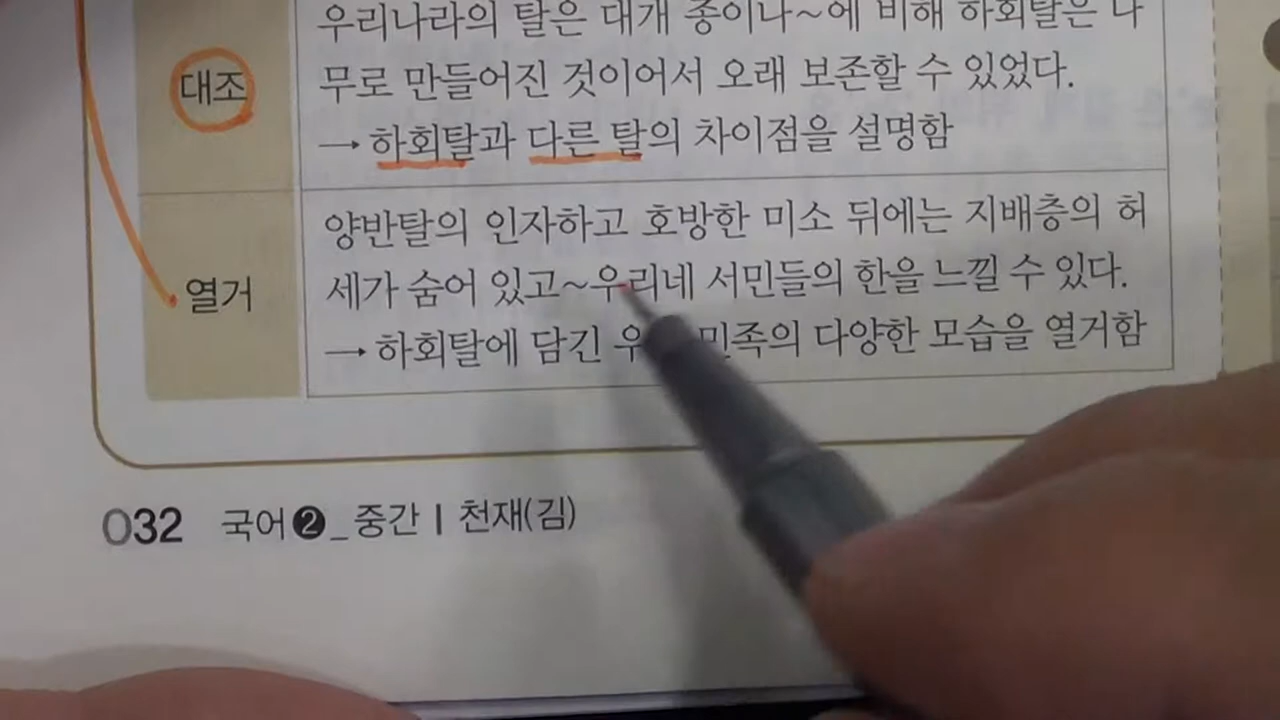 우리나라의 탈은 대개 종이나~에 비해 하회탈은 나
대조
무로 만들어진 것이어서 오래 보존할 수 있었다.
→ 하회탈과 다른 탈의 차이점을 설명함
양반탈의 인자하고 호방한 미소 뒤에는 지배층의 허
열거
세가 숨어 있고~우리네 서민들의 한을 느낄 수 있다.
→ 하회탈에 담긴 우 민족의 다양한 모습을 열거함
032 국어❷_중간 | 천재(김)